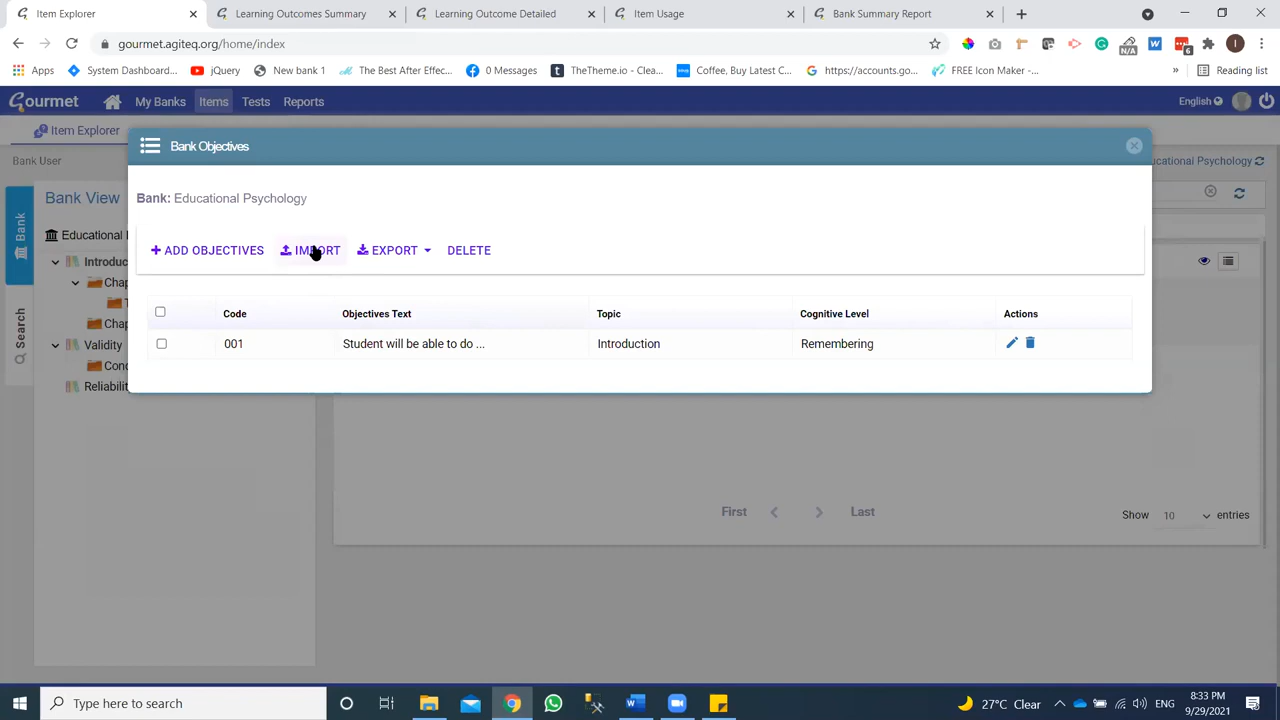 Item Explorer
Learning Outcomes Summary
Learning Outcome Detailed
Item Usage
Bank Summary Report
gourmet.agiteq.org/home/index
N/A
6
I
Apps
System Dashboard...
jQuery
New bank 1
The Best After Effec...
0 Messages
TheTheme.io - Clea...
Coffee, Buy Latest C...
https://accounts.go...
FREE Icon Maker -...
»
Reading list
Gourmet
My Banks
Items
Tests
Reports
English
Item Explorer
Bank User
ucational Psychology
Bank Objectives
Bank
Search
Bank View
Educational
Introduc
Chap
T
Chap
Validity
Conc
Reliabilit
Bank: Educational Psychology
+ ADD OBJECTIVES
IMPORT
EXPORT
DELETE
Code
Objectives Text
Topic
Cognitive Level
Actions
001
Student will be able to do ...
Introduction
Remembering
First
Last
Show
10
entries
Type here to search
27°C Clear
ENG
8:33 PM
9/29/2021